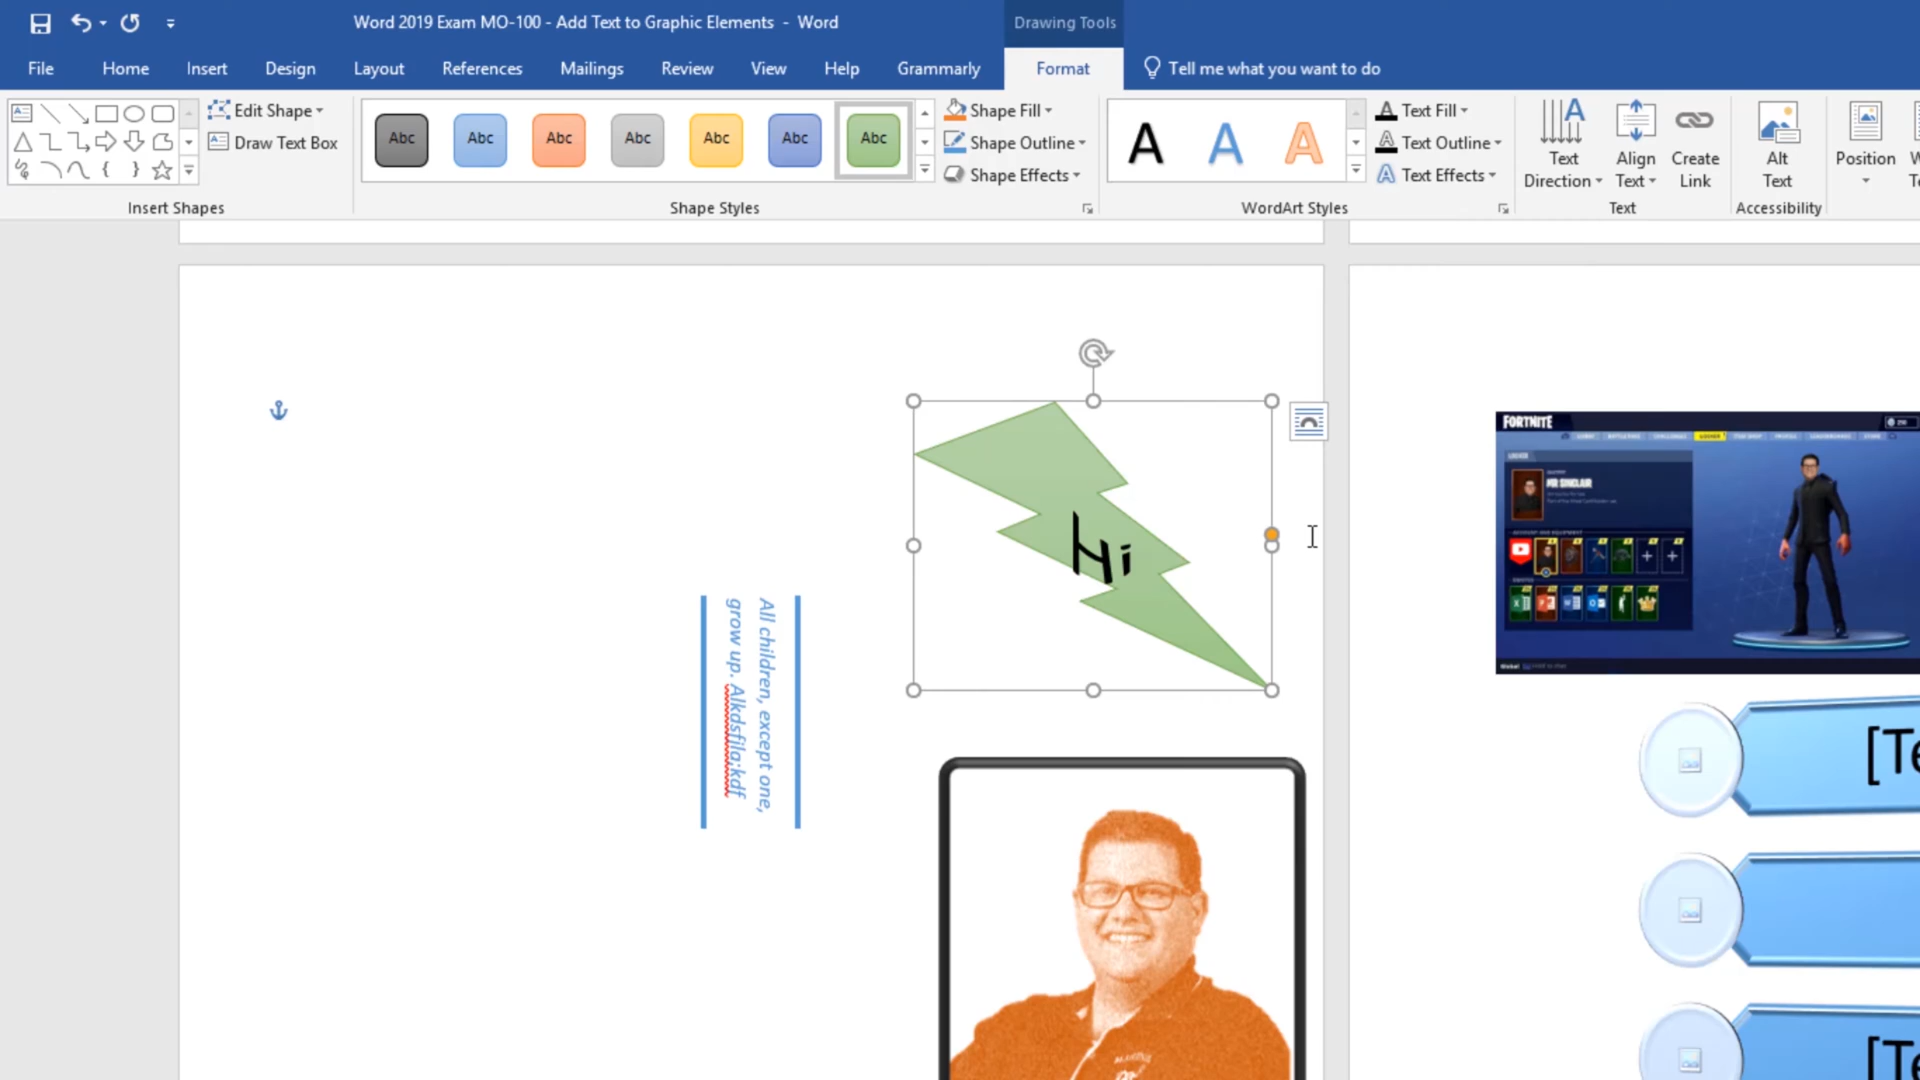 Word 2019 Exam MO-100 - Add Text to Graphic Elements - Word
Drawing Tools
File Home Insert Design Layout References Mailings Review View Help Grammarly Format Tell me what you want to do
Edit Shape
Draw Text Box
Insert Shapes
Abc Abc Abc Abc Abc Abc Abc
Shape Fill
Shape Outline
Shape Effects
Shape Styles
A A A
Text Fill
Text Outline
Text Effects
WordArt Styles
Text Direction
Align Text
Create Link
Text
Alt Text
Accessibility
Position
Hi
All children, except one,
grow up. Alkdsfila;kdf
FORTNITE
LOCKER
MR SINCLAIR
[Te
[Te